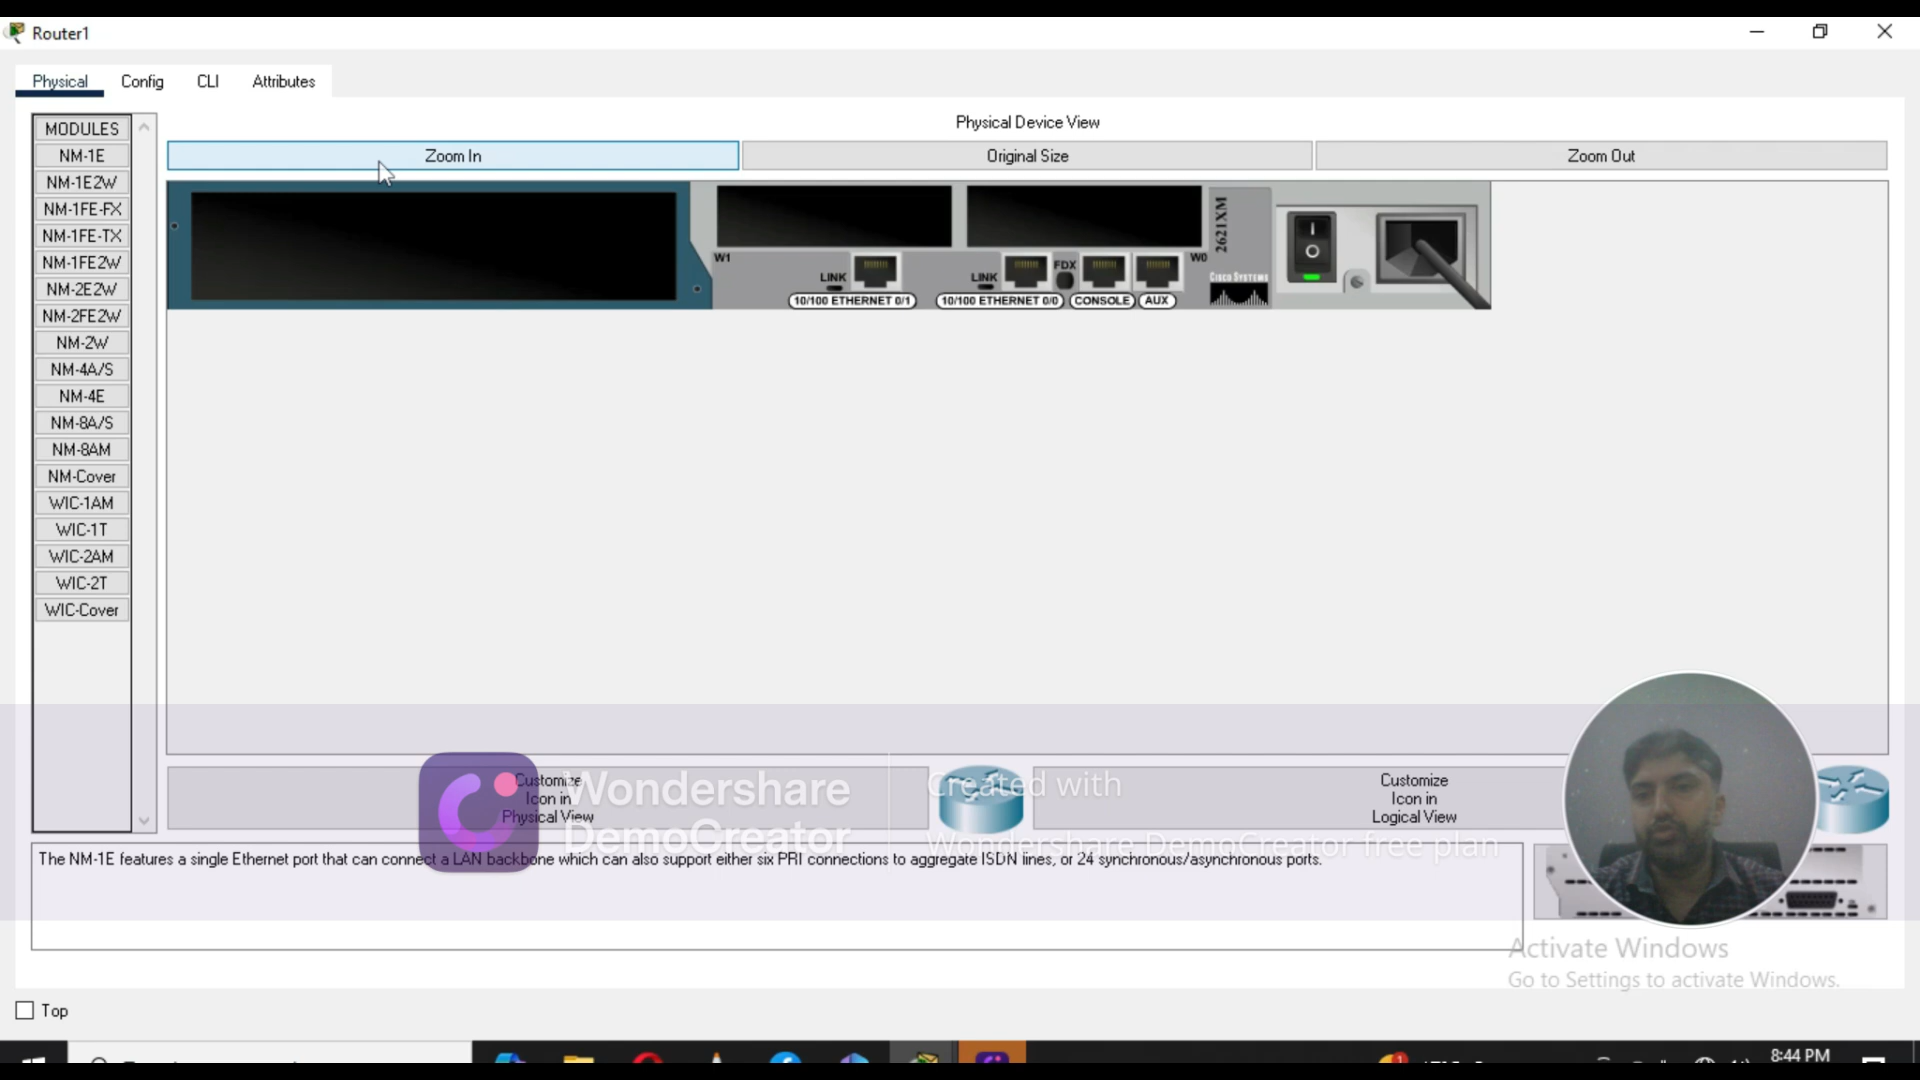 Router1
Physical
Config
CLI
Attributes
MODULES
NM-1E
NM-1E2W
NM-1FE-FX
NM-1FE-TX
NM-1FE2W
NM-2E2W
NM-2FE2W
NM-2W
NM-4A/S
NM-4E
NM-8A/S
NM-8AM
NM-Cover
WIC-1AM
WIC-1T
WIC-2AM
WIC-2T
WIC-Cover
Physical Device View
Zoom In
Original Size
Zoom Out
W1
LINK
10/100 ETHERNET 0/1
LINK
FDX
10/100 ETHERNET 0/0
CONSOLE
AUX
W0
2621XM
CISCO SYSTEMS
Customize
Icon in
Physical View
Customize
Icon in
Logical View
Wondershare
DemoCreator
Created with
Wondershare DemoCreator free plan
The NM-1E features a single Ethernet port that can connect a LAN backbone which can also support either six PRI connections to aggregate ISDN lines, or 24 synchronous/asynchronous ports.
Activate Windows
Go to Settings to activate Windows.
Top
8:44 PM